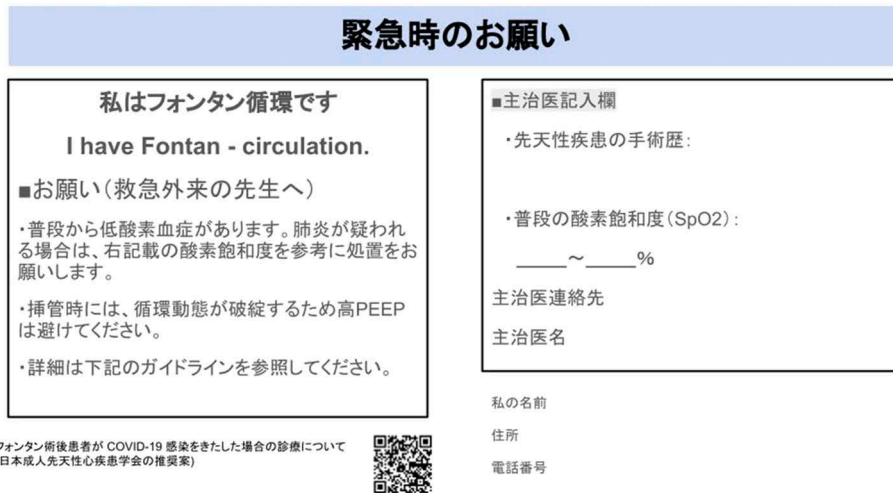 緊急時のお願い
私はフォンタン循環です
I have Fontan - circulation.
■お願い（救急外来の先生へ）
・普段から低酸素血症があります。肺炎が疑われ
る場合は、右記載の酸素飽和度を参考に処置をお
願いします。
・挿管時には、循環動態が破綻するため高PEEP
は避けてください。
・詳細は下記のガイドラインを参照してください。
フォンタン術後患者が COVID-19 感染をきたした場合の診療について
日本成人先天性心疾患学会の推奨案)
■主治医記入欄
・先天性疾患の手術歴：
・普段の酸素飽和度（SpO2）：
_____～_____%
主治医連絡先
主治医名
私の名前
住所
電話番号